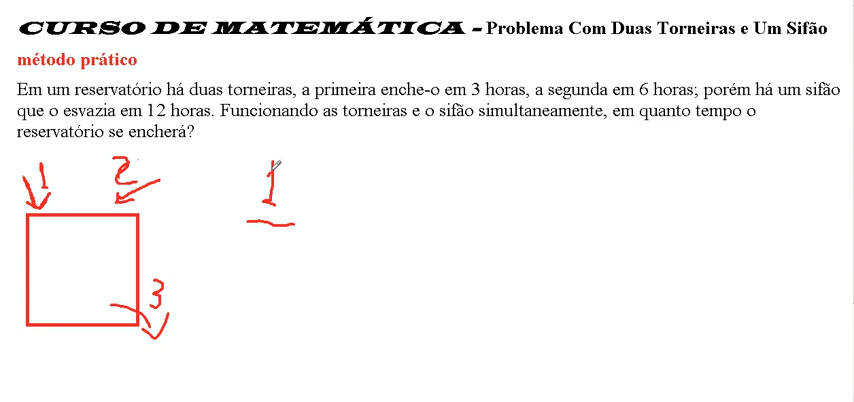 CURSO DE MATEMÁTICA - Problema Com Duas Torneiras e Um Sifão
método prático
Em um reservatório há duas torneiras, a primeira enche-o em 3 horas, a segunda em 6 horas; porém há um sifão
que o esvazia em 12 horas. Funcionando as torneiras e o sifão simultaneamente, em quanto tempo o
reservatório se encherá?
1 2 1
3